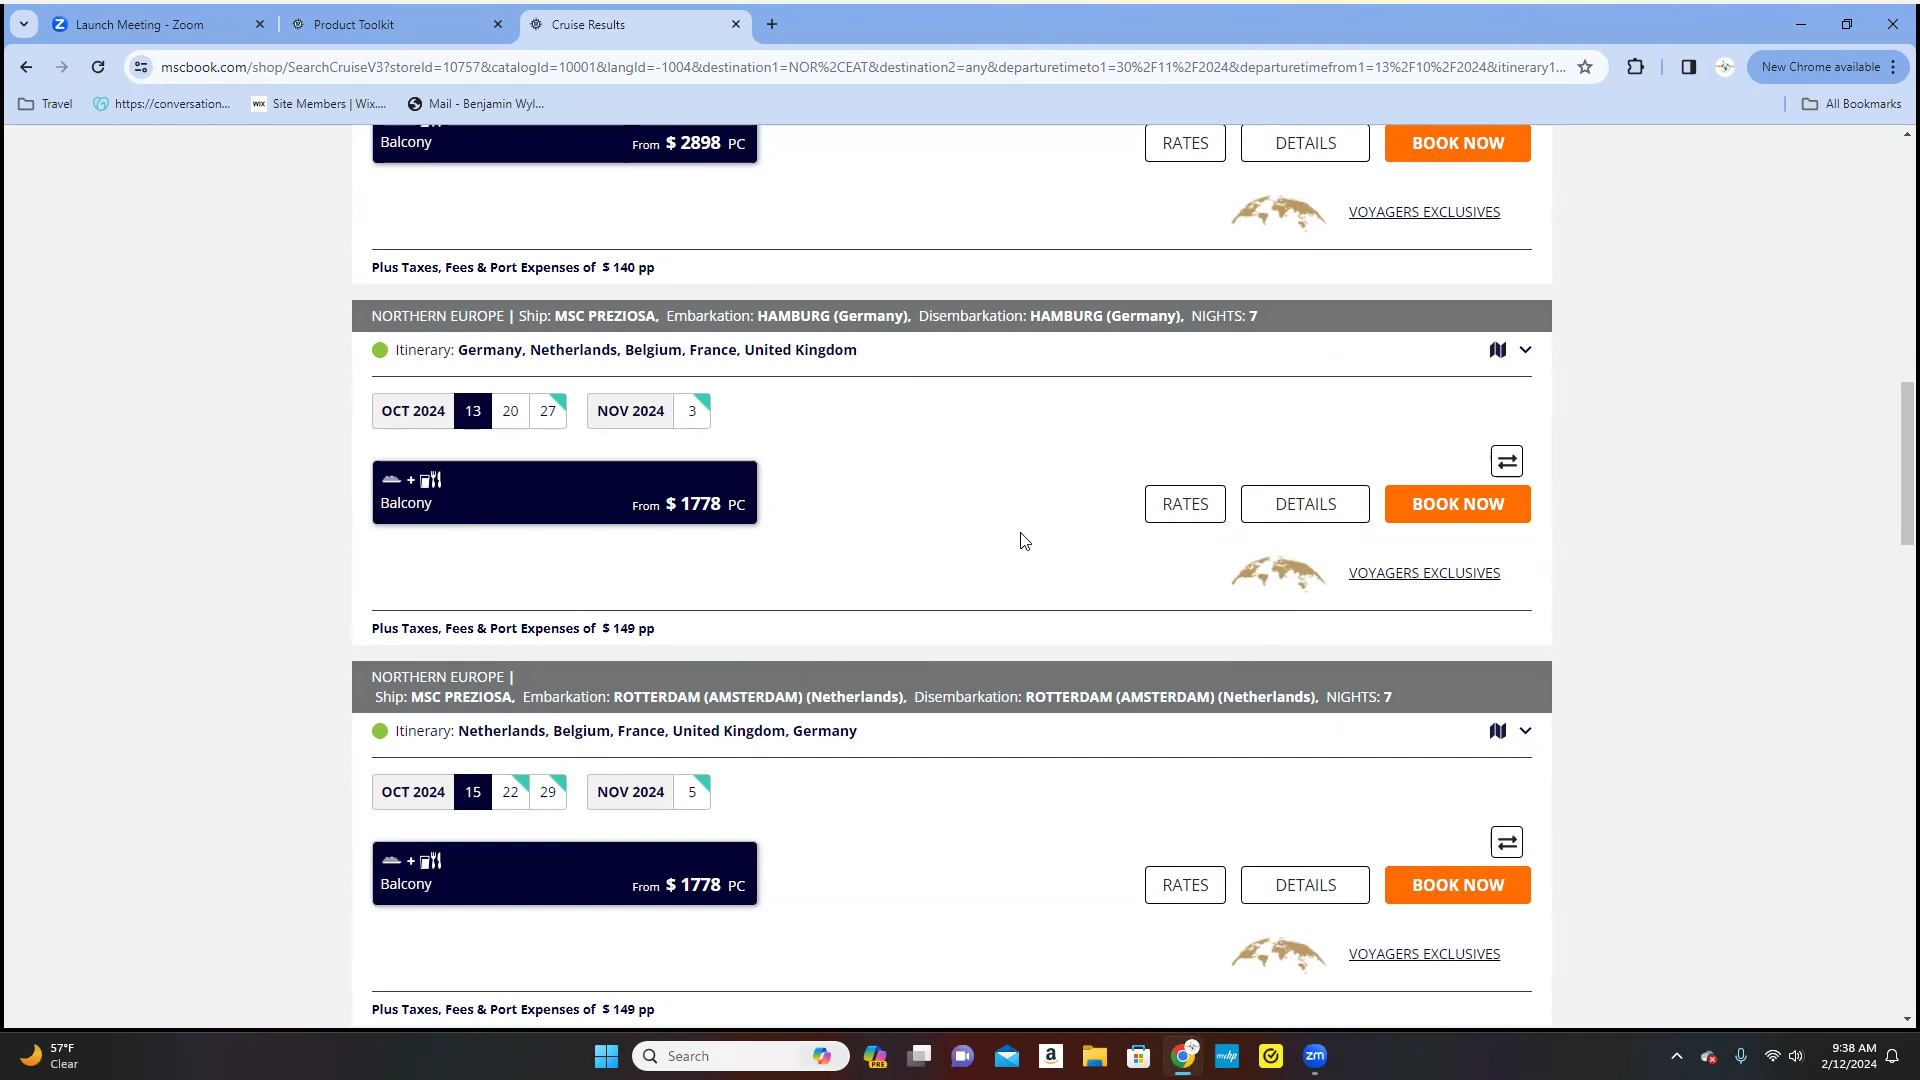 Launch Meeting - Zoom
Product Toolkit
Cruise Results
mscbook.com/shop/SearchCruiseV3?storeId=10757&catalogId=10001&langId=-1004&destination1=NOR%2CEAT&destination2=any&departuretimeto1=30%2F11%2F2024&departuretimefrom1=13%2F10%2F2024&itinerary1...
New Chrome available
Travel
https://conversation...
WIX Site Members | Wix....
Mail - Benjamin Wyl...
All Bookmarks
Balcony From $ 2898 PC
RATES DETAILS BOOK NOW
VOYAGERS EXCLUSIVES
Plus Taxes, Fees & Port Expenses of $ 140 pp
NORTHERN EUROPE | Ship: MSC PREZIOSA, Embarkation: HAMBURG (Germany), Disembarkation: HAMBURG (Germany), NIGHTS: 7
Itinerary: Germany, Netherlands, Belgium, France, United Kingdom
OCT 2024 13 20 27 NOV 2024 3
+
Balcony From $ 1778 PC
RATES DETAILS BOOK NOW
VOYAGERS EXCLUSIVES
Plus Taxes, Fees & Port Expenses of $ 149 pp
NORTHERN EUROPE |
Ship: MSC PREZIOSA, Embarkation: ROTTERDAM (AMSTERDAM) (Netherlands), Disembarkation: ROTTERDAM (AMSTERDAM) (Netherlands), NIGHTS: 7
Itinerary: Netherlands, Belgium, France, United Kingdom, Germany
OCT 2024 15 22 29 NOV 2024 5
+
Balcony From $ 1778 PC
RATES DETAILS BOOK NOW
VOYAGERS EXCLUSIVES
Plus Taxes, Fees & Port Expenses of $ 149 pp
57°F
Clear
Search
PRE
a
myhp
zm
9:38 AM
2/12/2024